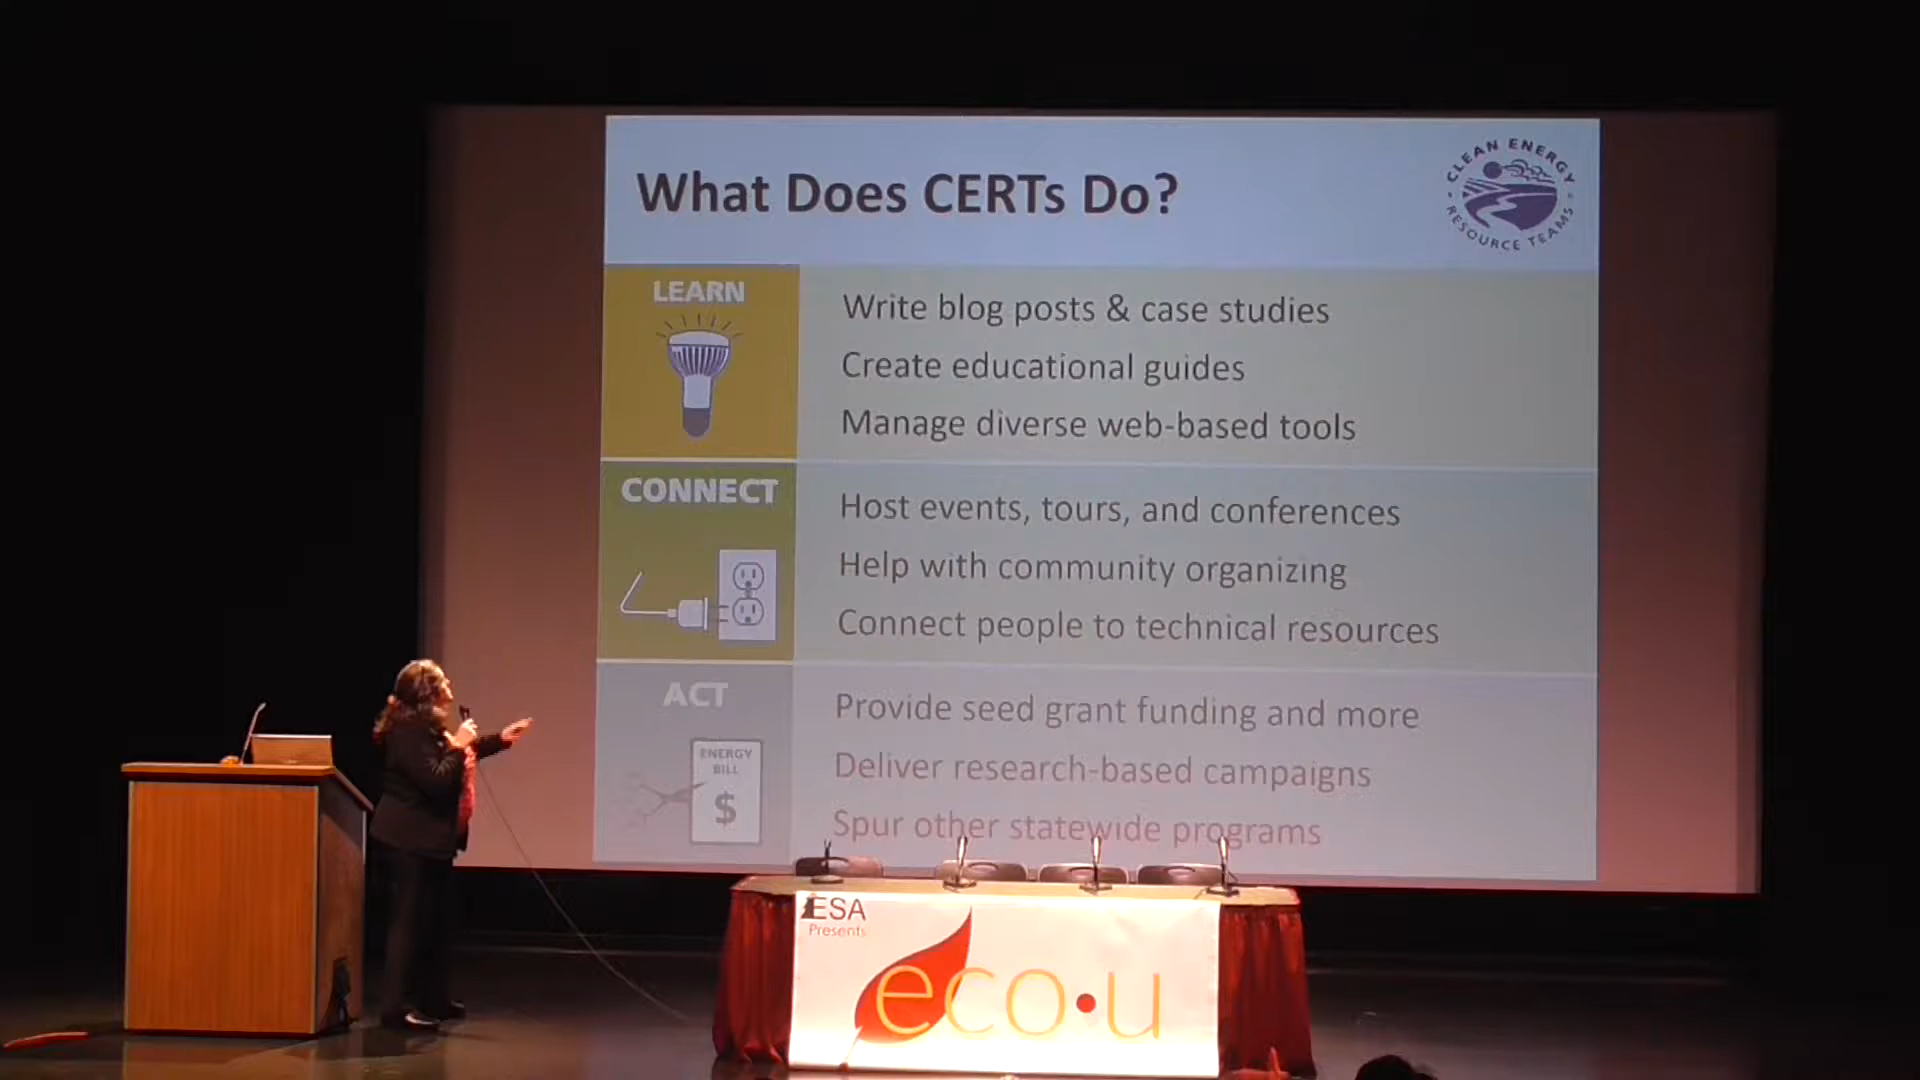 What Does CERTs Do?
CLEAN ENERGY
RESOURCE TEAMS
LEARN
Write blog posts & case studies
Create educational guides
Manage diverse web-based tools
CONNECT
Host events, tours, and conferences
Help with community organizing
Connect people to technical resources
ACT
ENERGY
BILL
$
Provide seed grant funding and more
Deliver research-based campaigns
Spur other statewide programs
ESA
Presents
eco•u